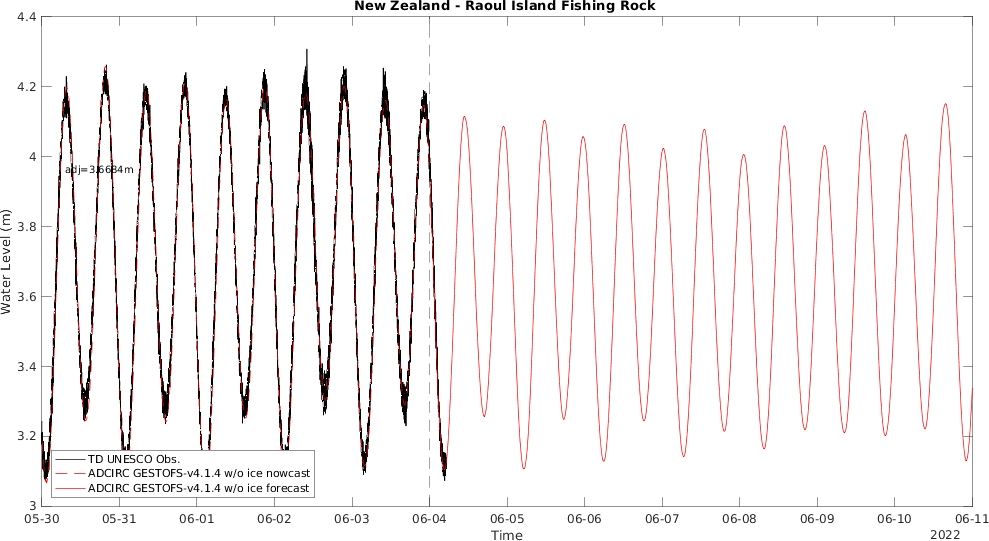 New Zealand - Raoul Island Fishing Rock
4.4
4.2
4
3.8
3.6
3.4
3.2
3
Water Level (m)
adj=3.6684m
TD UNESCO Obs.
ADCIRC GESTOFS-v4.1.4 w/o ice nowcast
ADCIRC GESTOFS-v4.1.4 w/o ice forecast
05-30 05-31 06-01 06-02 06-03 06-04 06-05 06-06 06-07 06-08 06-09 06-10 06-11
Time
2022